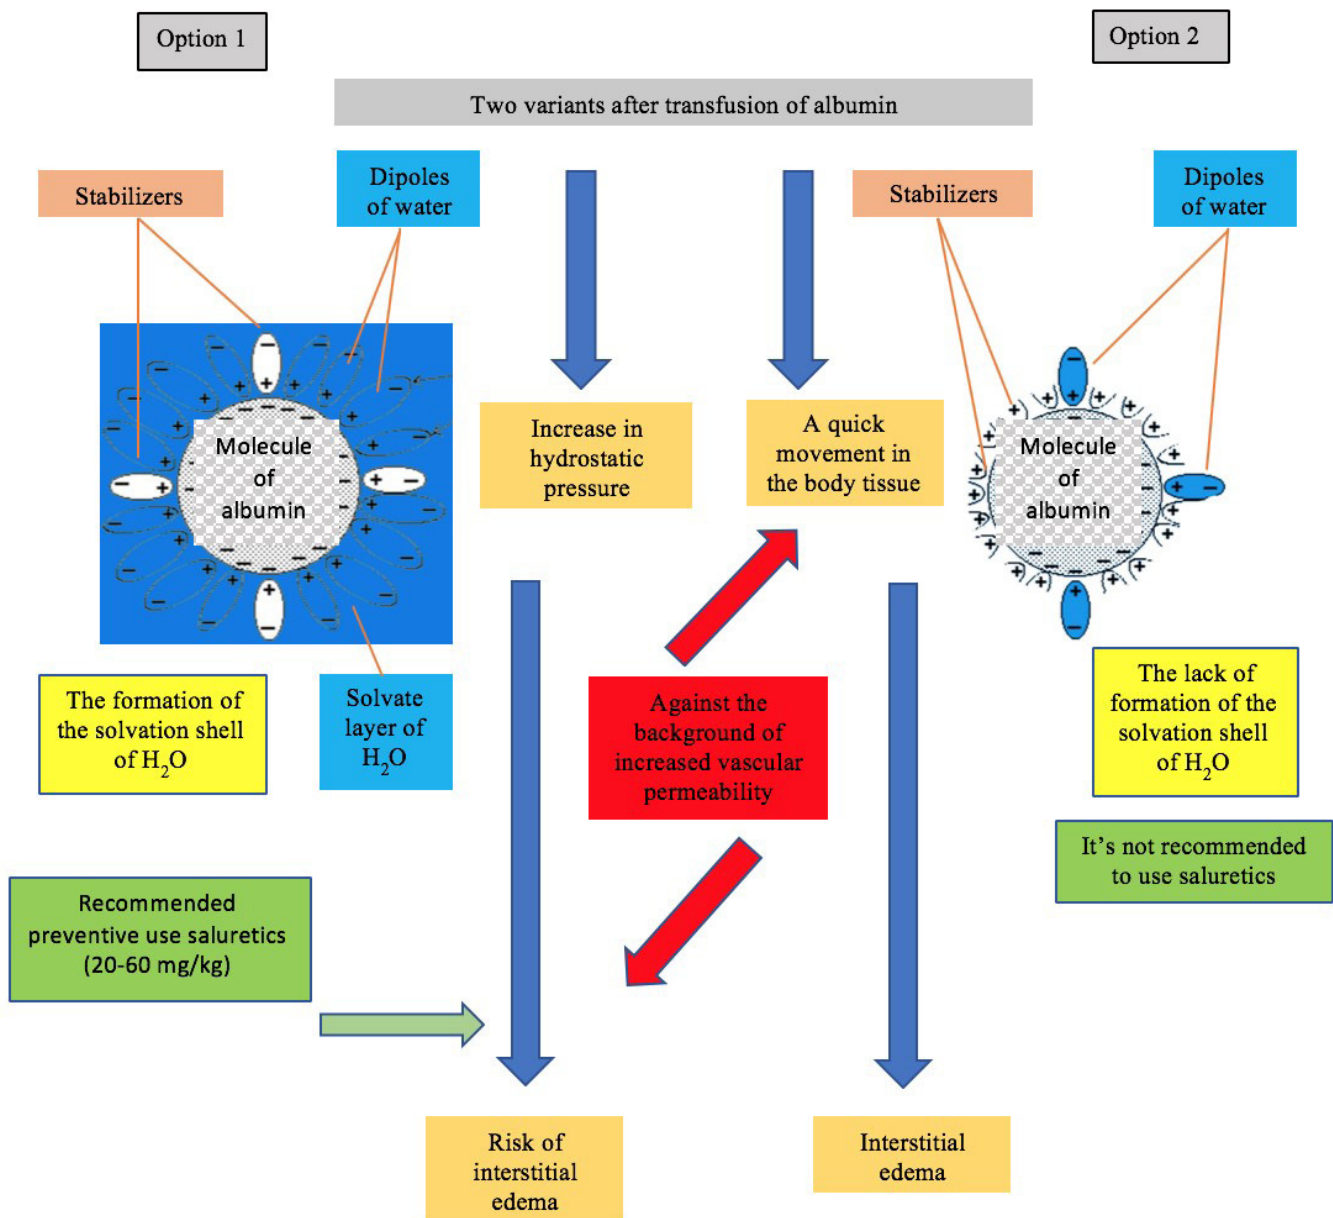 Option 1
Option 2
Two variants after transfusion of albumin
Stabilizers
Dipoles
of water
Stabilizers
Dipoles
of water
Molecule
of
albumin
Increase in
hydrostatic
pressure
A quick
movement in
the body tissue
Molecule
of
albumin
The formation of
the solvation shell
of H₂O
Solvate
layer of
H₂O
Against the
background of
increased vascular
permeability
The lack of
formation of the
solvation shell
of H₂O
It’s not recommended
to use saluretics
Recommended
preventive use saluretics
(20-60 mg/kg)
Risk of
interstitial
edema
Interstitial
edema